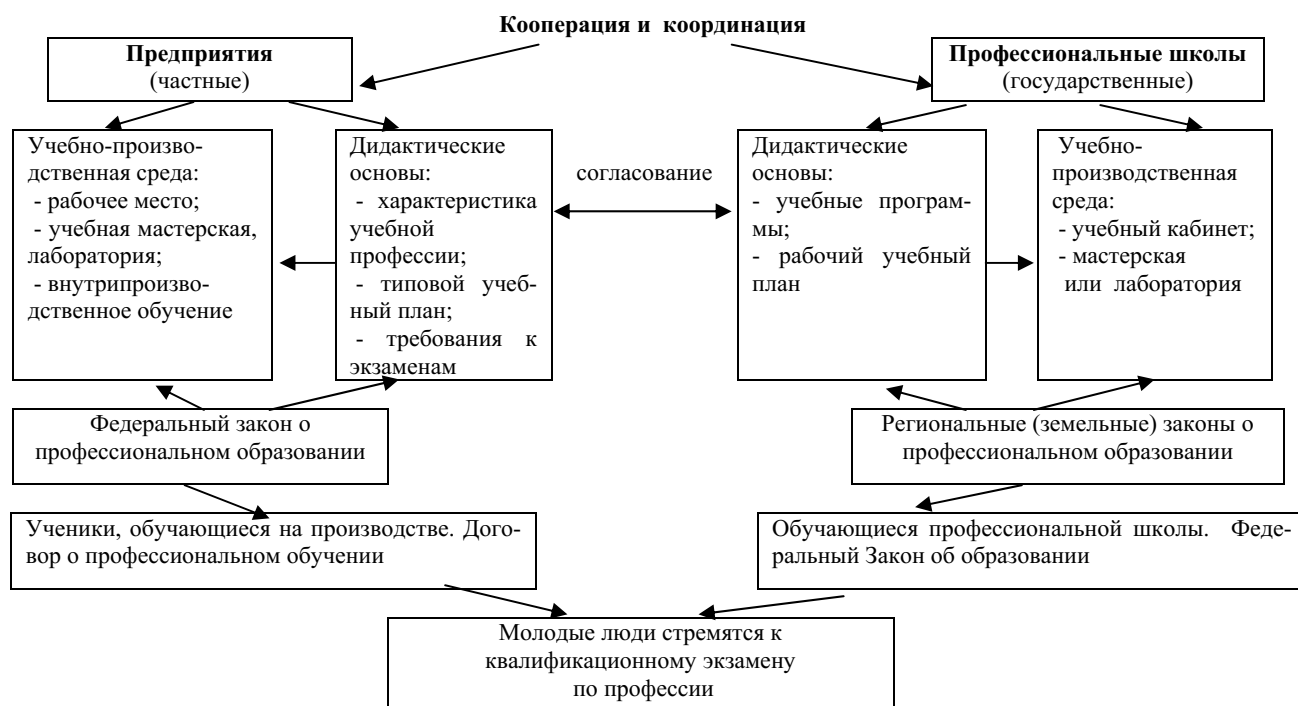 Кооперация и координация
Предприятия
(частные)
Профессиональные школы
(государственные)
Учебно-произво-
дственная среда:
- рабочее место;
- учебная мастерская,
лаборатория;
- внутрипроизво-
дственное обучение
Дидактические
основы:
- характеристика
учебной
профессии;
- типовой учеб-
ный план;
- требования к
экзаменам
согласование
Дидактические
основы:
- учебные програм-
мы;
- рабочий учебный
план
Учебно-
производственная
среда:
- учебный кабинет;
- мастерская
или лаборатория
Федеральный закон о
профессиональном образовании
Региональные (земельные) законы о
профессиональном образовании
Ученики, обучающиеся на производстве. Дого-
вор о профессиональном обучении
Обучающиеся профессиональной школы. Феде-
ральный Закон об образовании
Молодые люди стремятся к
квалификационному экзамену
по профессии